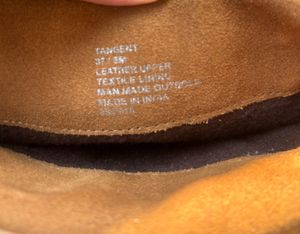 TANGENT
37 / 6M
LEATHER UPPER
TEXTILE LINING
MAN MADE OUTSOLE
MADE IN INDIA